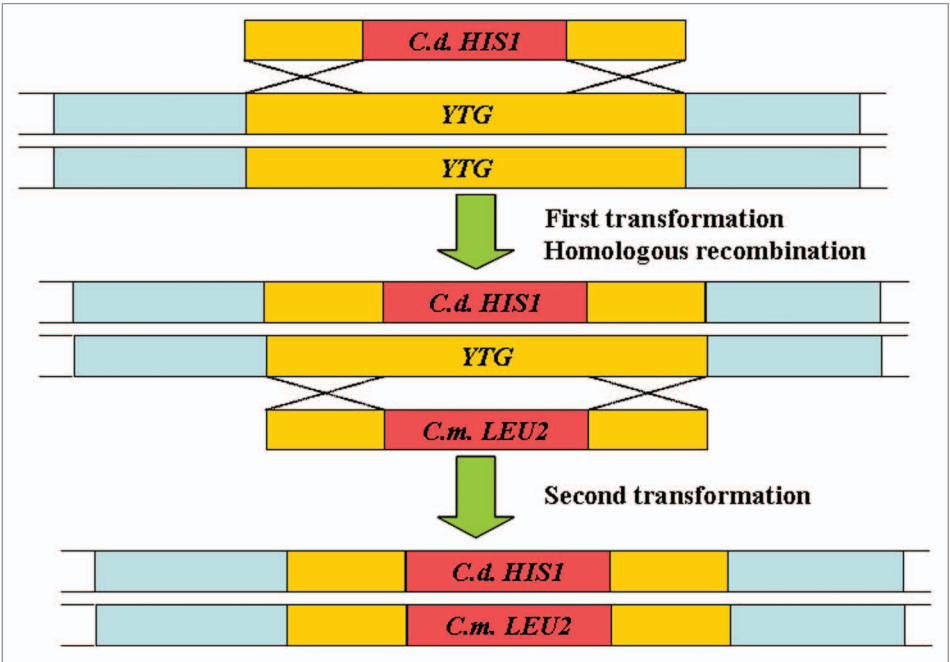 C.d. HIS1
YTG
YTG
First transformation
Homologous recombination
C.d. HIS1
YTG
C.m. LEU2
Second transformation
C.d. HIS1
C.m. LEU2